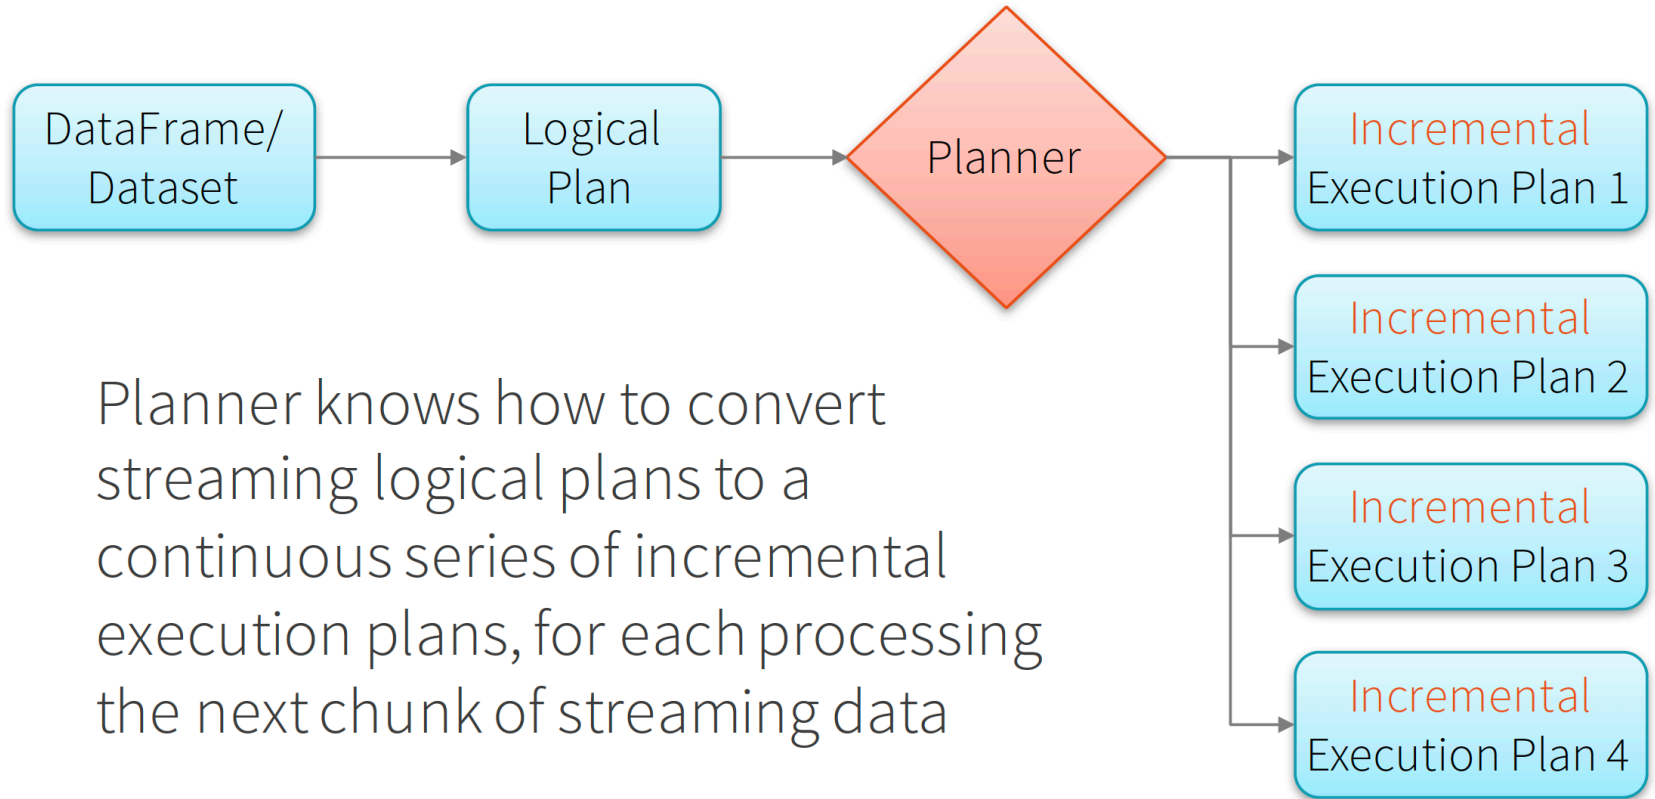 DataFrame/
Dataset
Logical
Plan
Planner
Incremental
Execution Plan 1
Incremental
Execution Plan 2
Incremental
Execution Plan 3
Incremental
Execution Plan 4
Planner knows how to convert
streaming logical plans to a
continuous series of incremental
execution plans, for each processing
the next chunk of streaming data